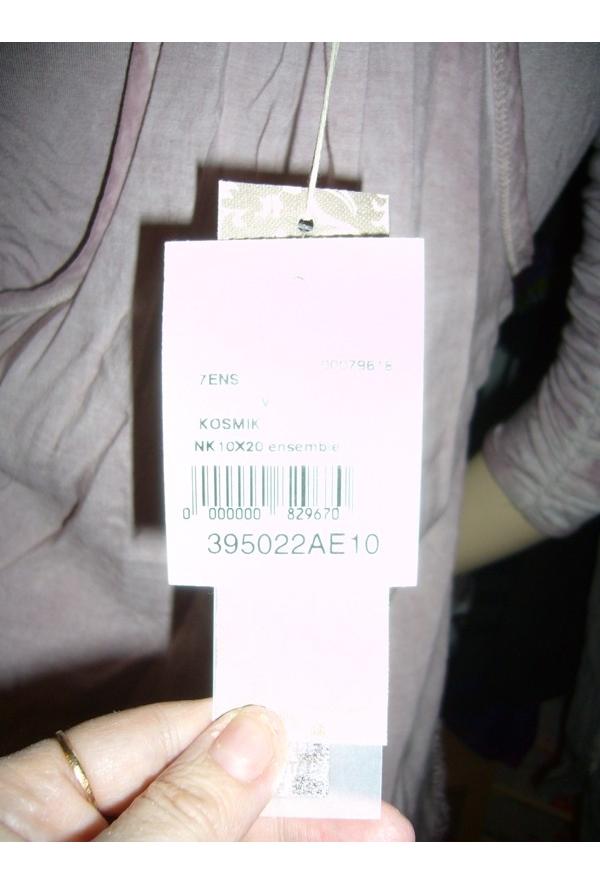 7ENS
V
KOSMIK
NK10X20 ensemble
0 000000 829670
395022AE10